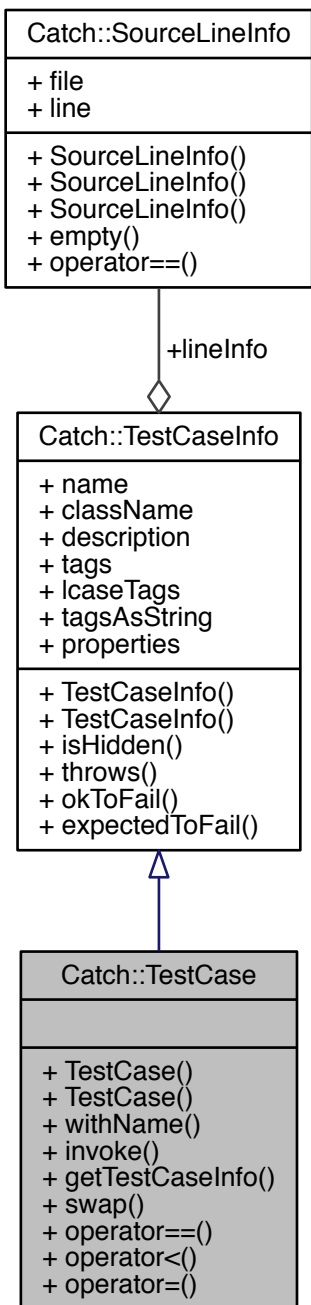 Catch::SourceLineInfo
+ file
+ line
+ SourceLineInfo()
+ SourceLineInfo()
+ SourceLineInfo()
+ empty()
+ operator==()
+lineInfo
Catch::TestCaseInfo
+ name
+ className
+ description
+ tags
+ lcaseTags
+ tagsAsString
+ properties
+ TestCaseInfo()
+ TestCaseInfo()
+ isHidden()
+ throws()
+ okToFail()
+ expectedToFail()
Catch::TestCase
+ TestCase()
+ TestCase()
+ withName()
+ invoke()
+ getTestCaseInfo()
+ swap()
+ operator==()
+ operator<()
+ operator=()